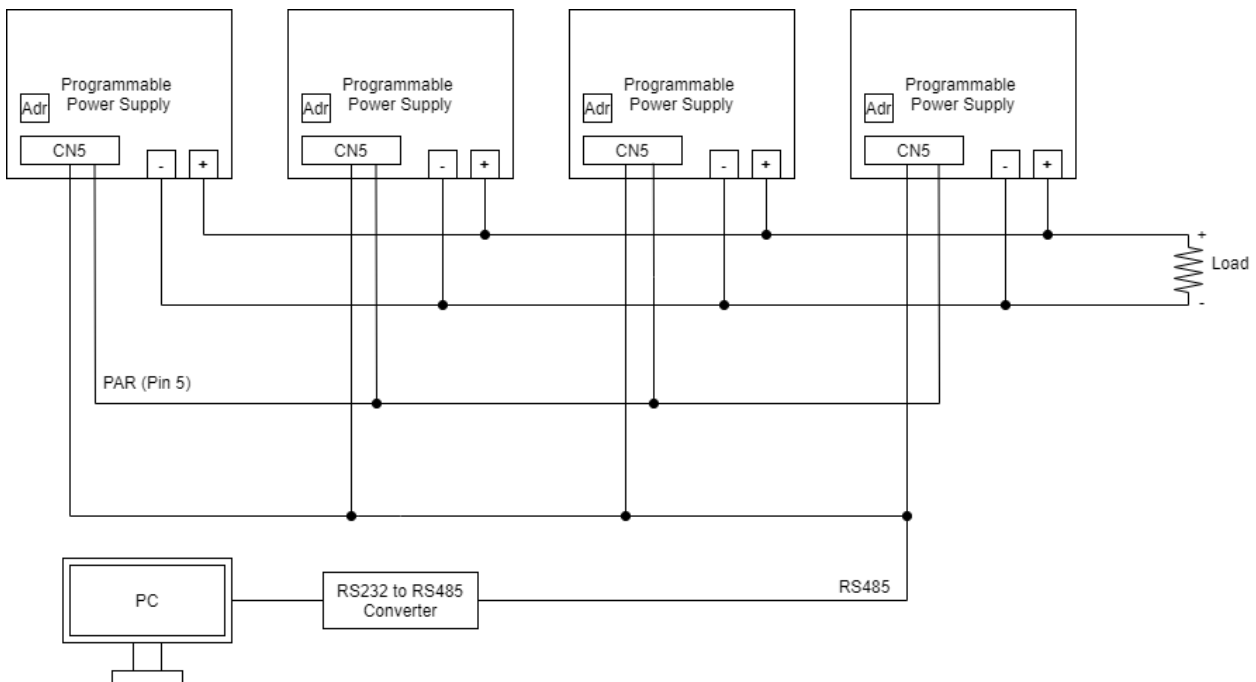 Programmable
Power Supply
Adr
CN5
-
+
Programmable
Power Supply
Adr
CN5
-
+
Programmable
Power Supply
Adr
CN5
-
+
Programmable
Power Supply
Adr
CN5
-
+
+
Load
-
PAR (Pin 5)
PC
RS232 to RS485
Converter
RS485